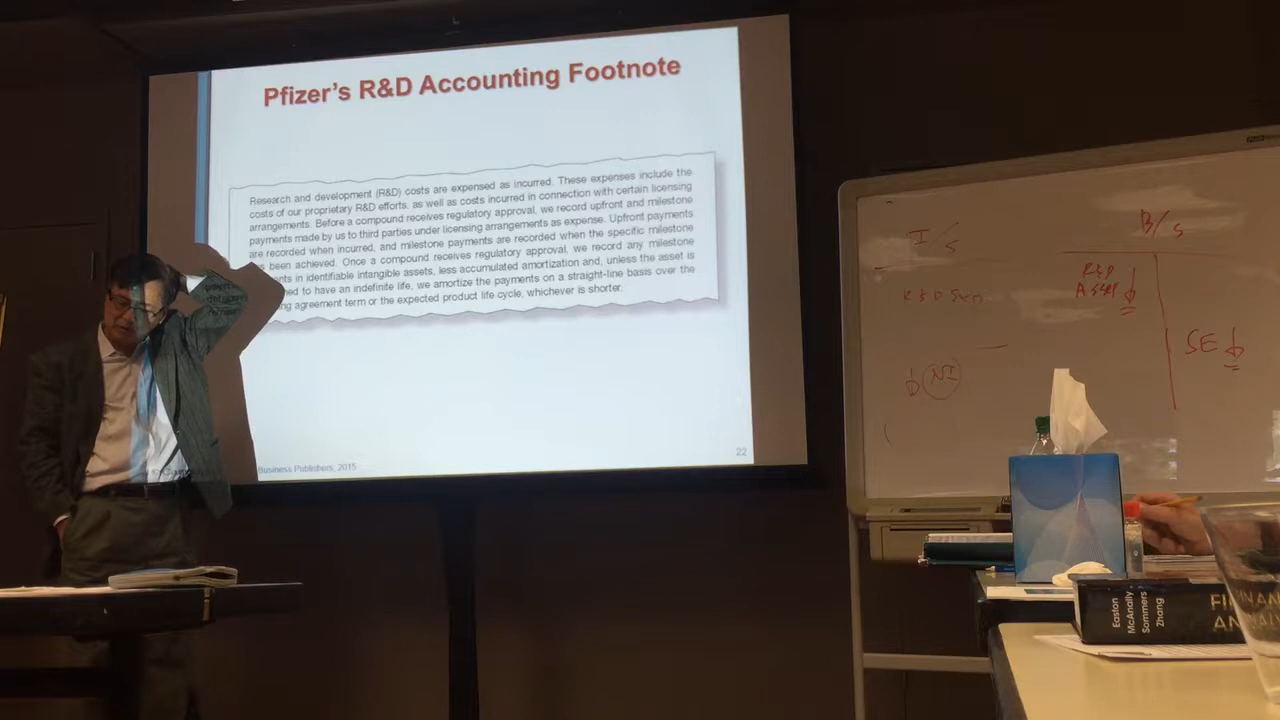 Pfizer's R&D Accounting Footnote
Research and development (R&D) costs are expensed as incurred. These expenses include the
costs of our proprietary R&D efforts, as well as costs incurred in connection with certain licensing
arrangements. Before a compound receives regulatory approval, we record upfront and milestone
payments made by us to third parties under licensing arrangements as expense. Upfront payments
are recorded when incurred, and milestone payments are recorded when the specific milestone
been achieved. Once a compound receives regulatory approval, we record any milestone
in identifiable intangible assets, less accumulated amortization and, unless the asset is
to have an indefinite life, we amortize the payments on a straight-line basis over the
agreement term or the expected product life cycle, whichever is shorter.
Business Publishers, 2015
22
I/S
B/S
R&D
ASSET
SE
NI
Easton
McAnally
Sommers
Zhang